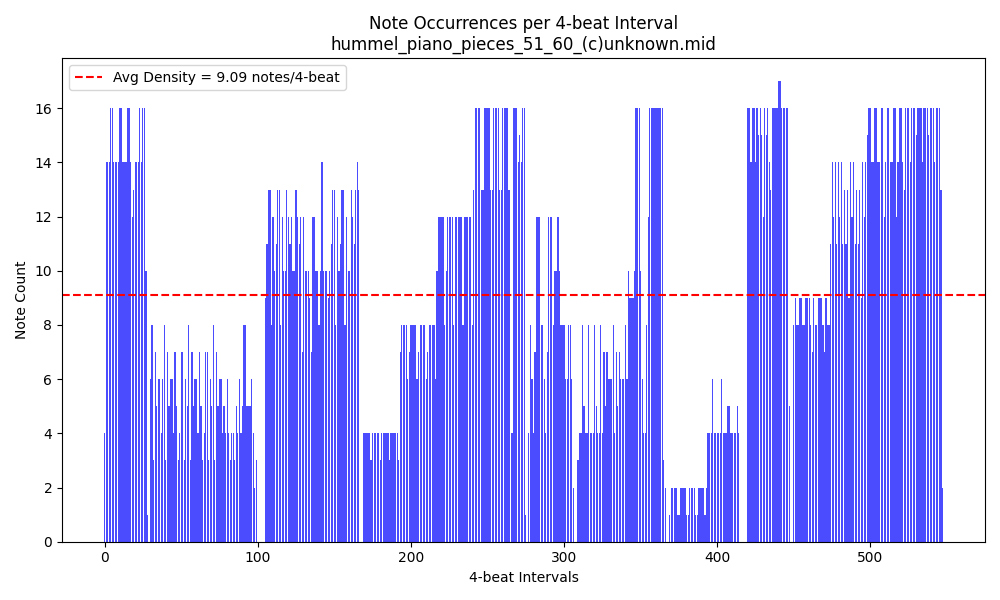 Note Occurrences per 4-beat Interval
hummel_piano_pieces_51_60_(c)unknown.mid
Avg Density = 9.09 notes/4-beat
Note Count
16
14
12
10
8
6
4
2
0
0 100 200 300 400 500
4-beat Intervals